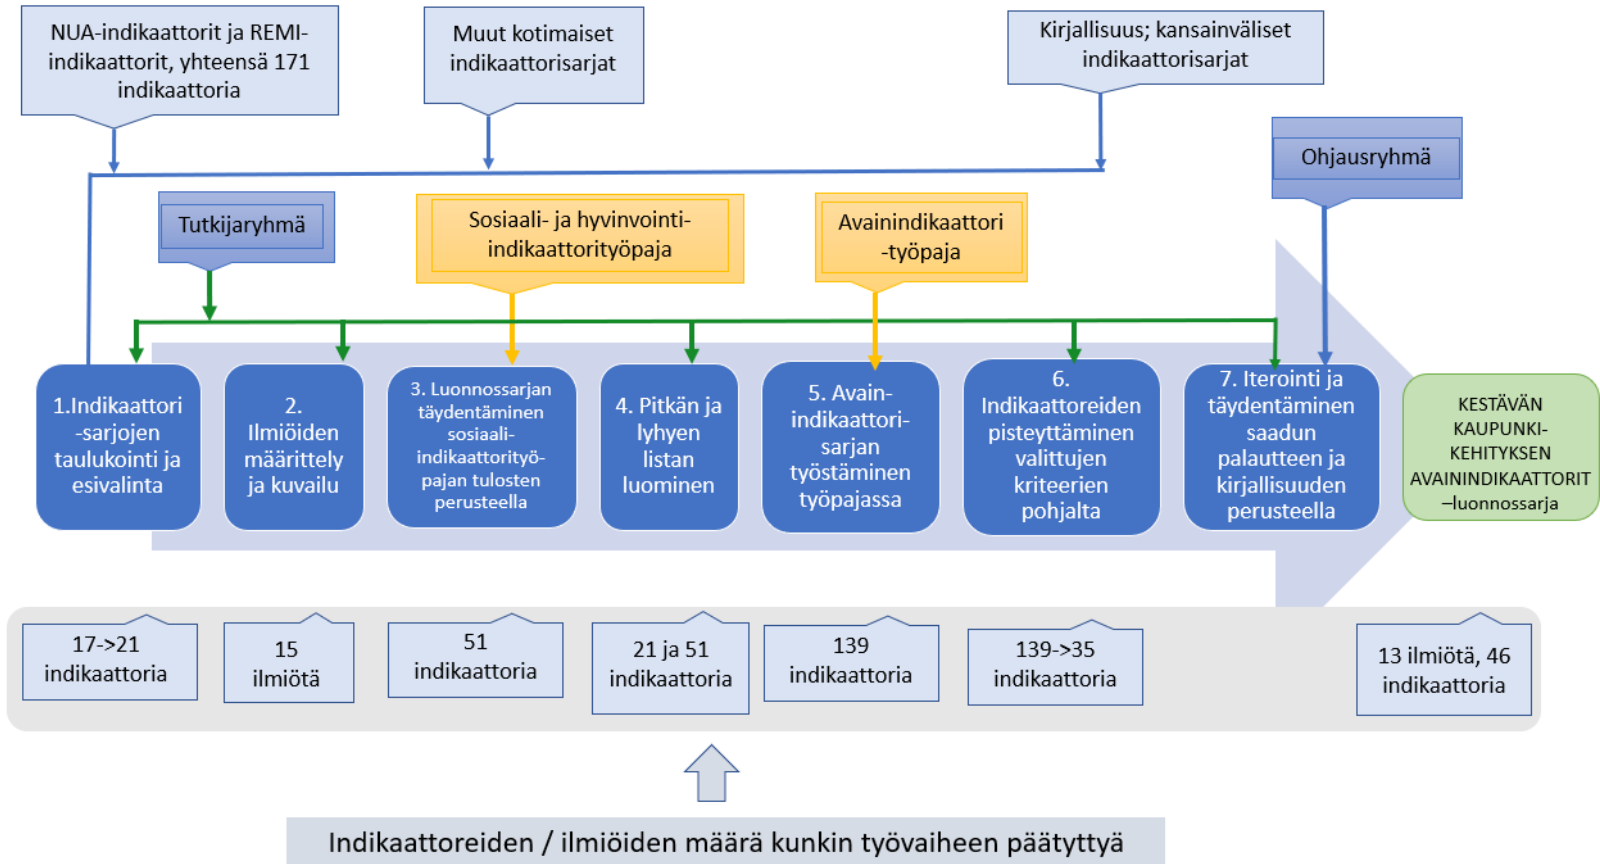 NUA-indikaattorit ja REMI-
indikaattorit, yhteensä 171
indikaattoria
Muut kotimaiset
indikaattorisarjat
Kirjallisuus; kansainväliset
indikaattorisarjat
Ohjausryhmä
Tutkijaryhmä
Sosiaali- ja hyvinvointi-
indikaattorityöpaja
Avainindikaattori
-työpaja
1.Indikaattori
-sarjojen
taulukointi ja
esivalinta
2.
Ilmiöiden
määrittely
ja kuvailu
3. Luonnossarjan
täydentäminen
sosiaali-
indikaattorityö-
pajan tulosten
perusteella
4. Pitkän ja
lyhyen
listan
luominen
5. Avain-
indikaattori-
sarjan
työstäminen
työpajassa
6.
Indikaattoreiden
pisteyttäminen
valittujen
kriteerien
pohjalta
7. Iterointi ja
täydentäminen
saadun
palautteen ja
kirjallisuuden
perusteella
KESTÄVÄN
KAUPUNKI-
KEHITYKSEN
AVAININDIKAATTORIT
–luonnossarja
17->21
indikaattoria
15
ilmiötä
51
indikaattoria
21 ja 51
indikaattoria
139
indikaattoria
139->35
indikaattoria
13 ilmiötä, 46
indikaattoria
Indikaattoreiden / ilmiöiden määrä kunkin työvaiheen päätyttyä